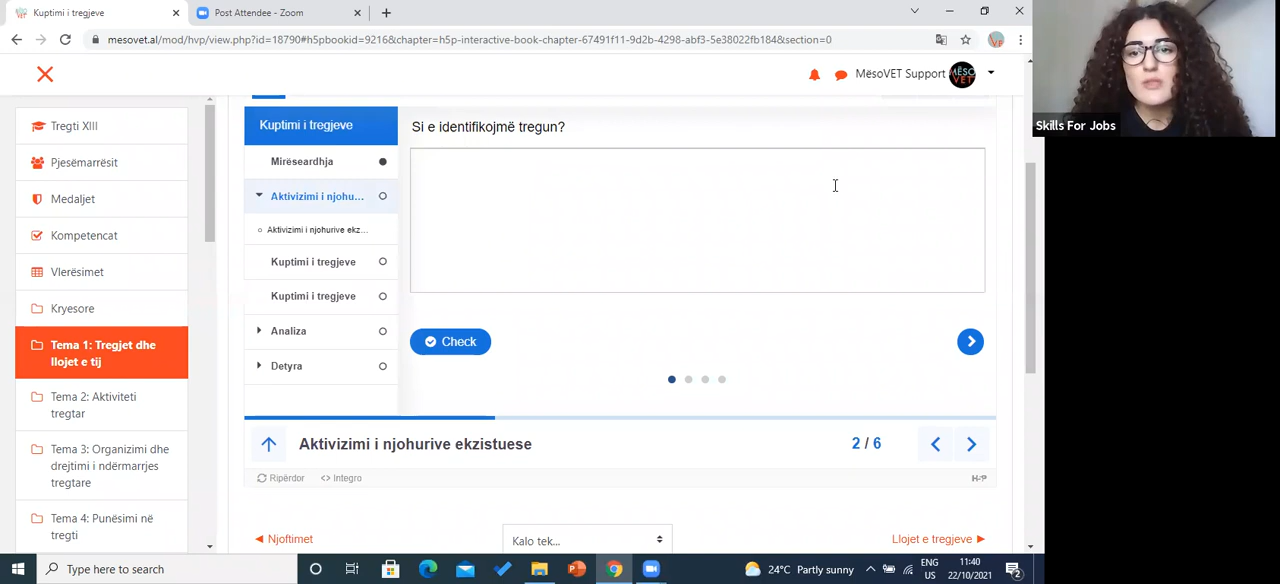 Kuptimi i tregjeve
Post Attendee - Zoom
mesovet.al/mod/hvp/view.php?id=18790#h5pbookid=9216&chapter=h5p-interactive-book-chapter-67491f11-9d2b-4298-abf3-5e38022fb184&section=0
MësoVET Support
MËSO
VET
Skills For Jobs
Tregti XIII
Pjesëmarrësit
Medaljet
Kompetencat
Vlerësimet
Kryesore
Tema 1: Tregjet dhe
llojet e tij
Tema 2: Aktiviteti
tregtar
Tema 3: Organizimi dhe
drejtimi i ndërmarrjes
tregtare
Tema 4: Punësimi në
tregti
Kuptimi i tregjeve
Mirëseardhja
Aktivizimi i njohu...
Aktivizimi i njohurive ekz...
Kuptimi i tregjeve
Kuptimi i tregjeve
Analiza
Detyra
Si e identifikojmë tregun?
Check
Aktivizimi i njohurive ekzistuese
2 / 6
Ripërdor
<> Integro
H-P
Njoftimet
Kalo tek...
Llojet e tregjeve
Type here to search
24°C Partly sunny
ENG
US
11:40
22/10/2021
2